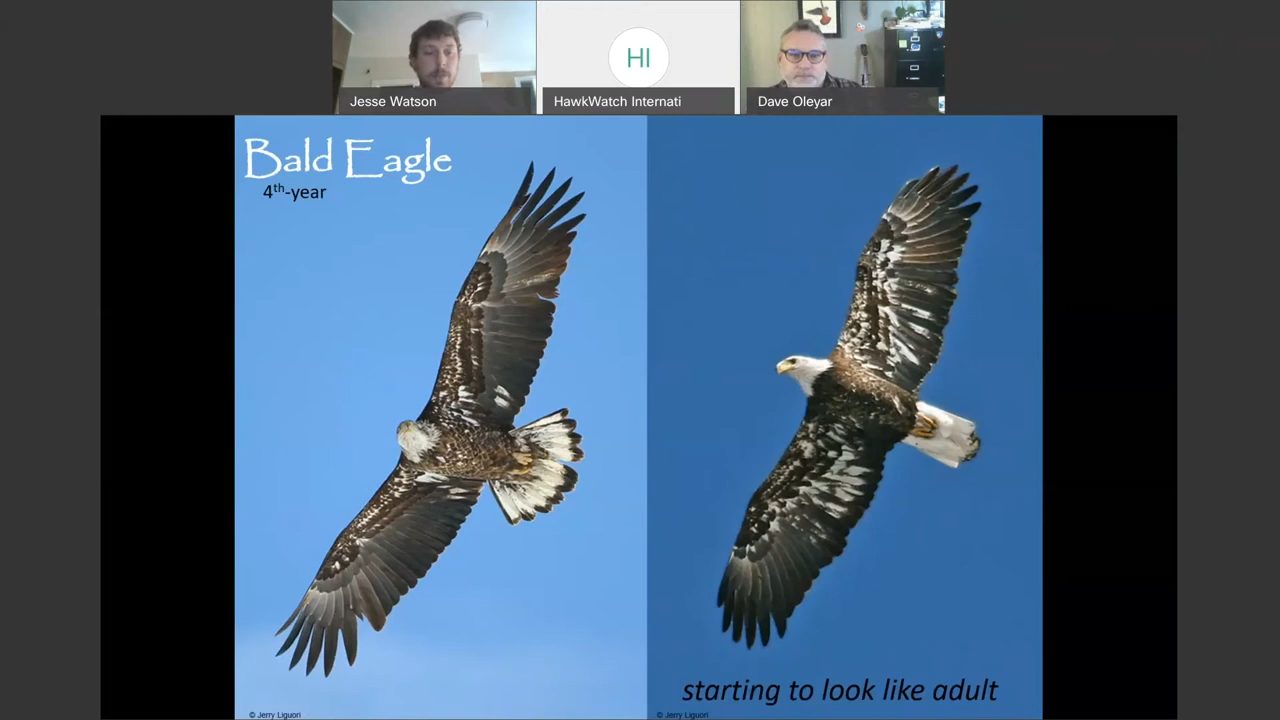 HI
Jesse Watson
HawkWatch Internati
Dave Oleyar
Bald Eagle
4th-year
starting to look like adult
© Jerry Liguori
© Jerry Liguori